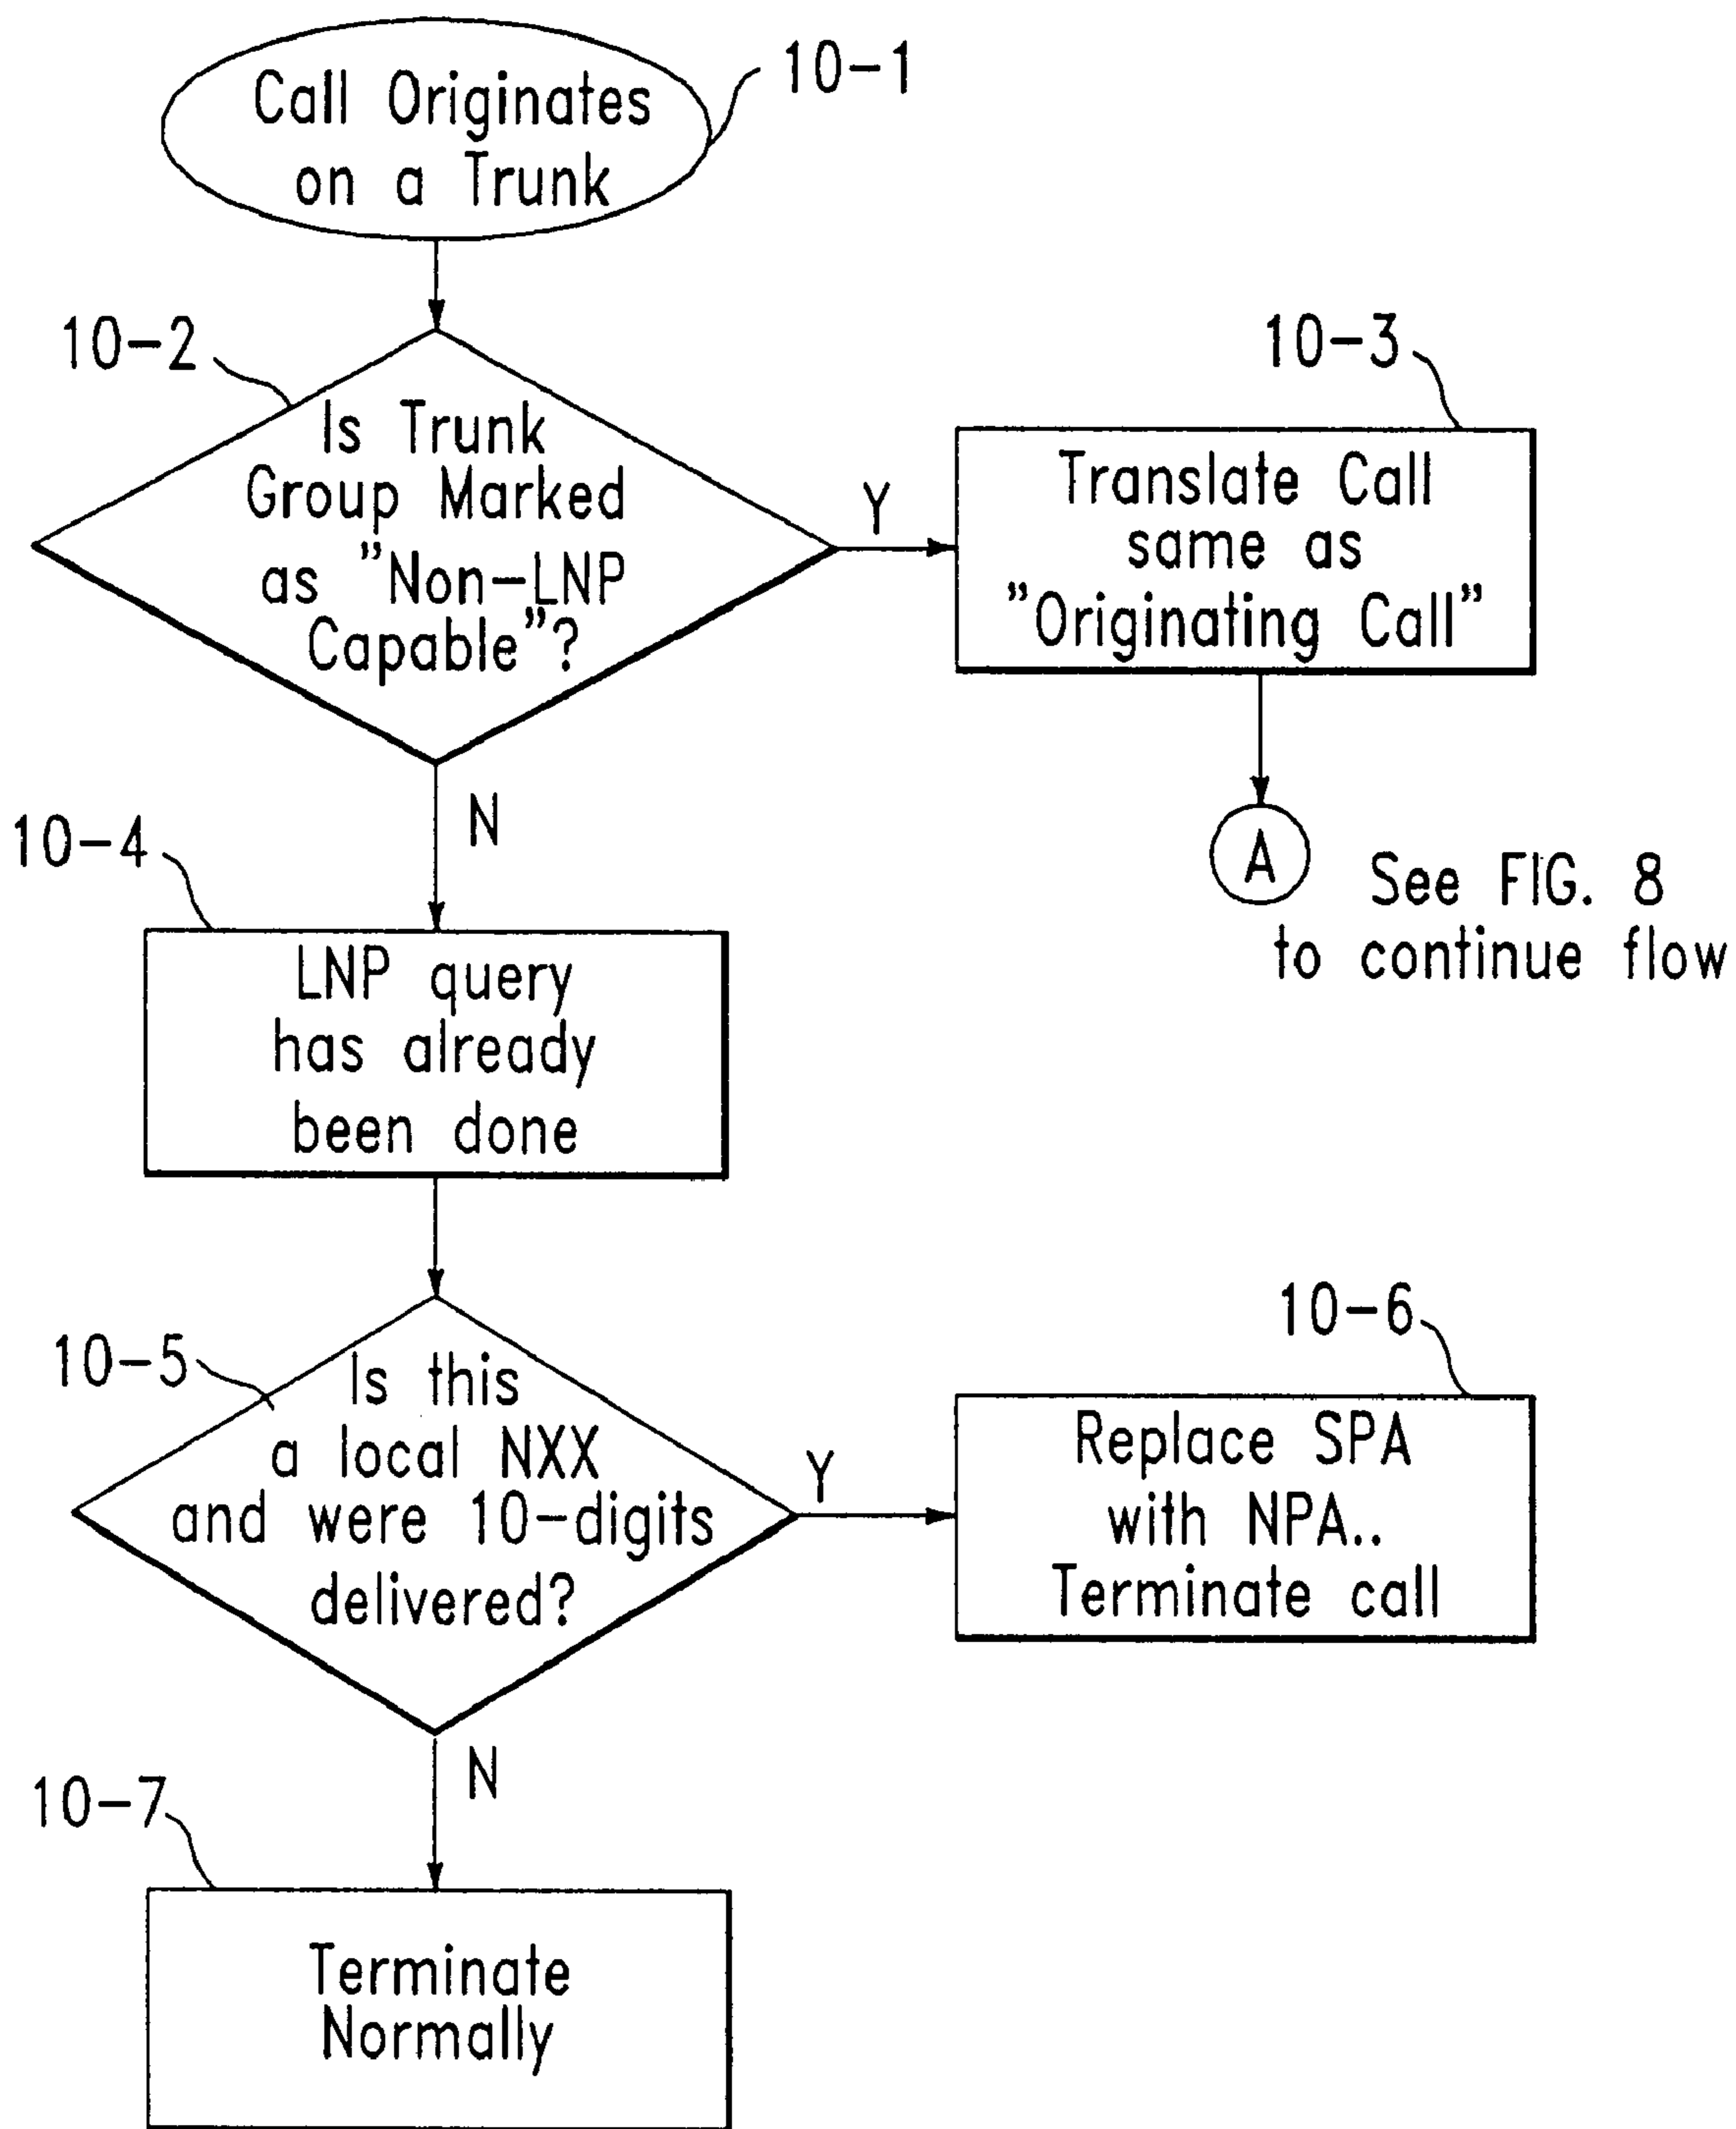 Call Originates
on a Trunk
10-1
10-2
Is Trunk
Group Marked
as "Non-LNP
Capable"?
Y
10-3
Translate Call
same as
"Originating Call"
A
See FIG. 8
to continue flow
N
10-4
LNP query
has already
been done
10-5
Is this
a local NXX
and were 10-digits
delivered?
Y
10-6
Replace SPA
with NPA..
Terminate call
N
10-7
Terminate
Normally